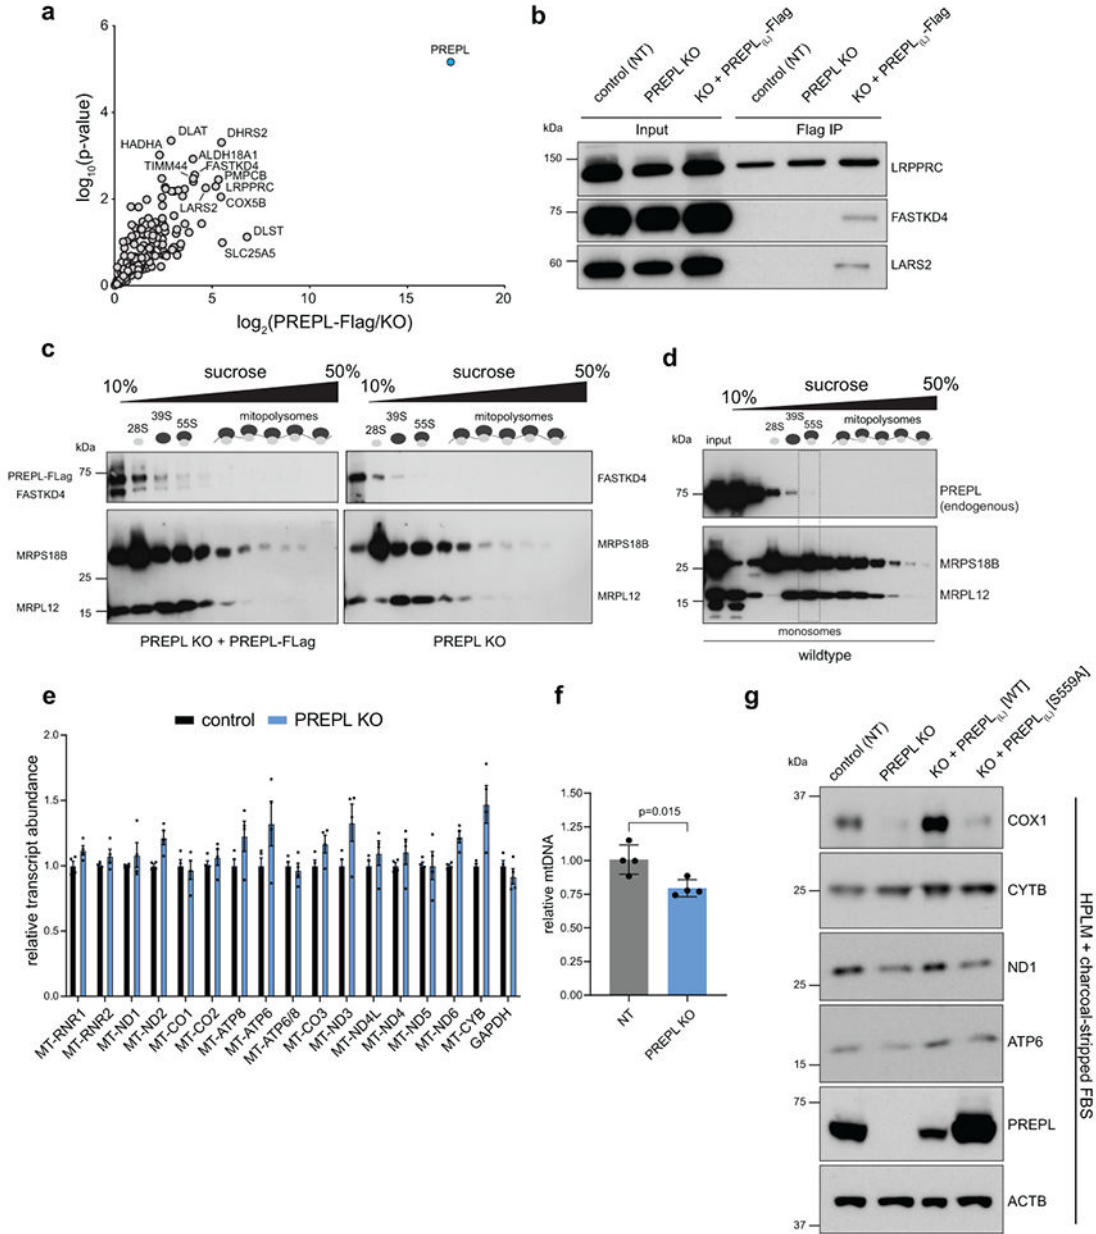 a
log10(p-value)
6
4
2
0
0
5
10
15
20
log2(PREPL-Flag/KO)
PREPL
DLAT
DHRS2
HADHA
ALDH18A1
TIMM44
FASTKD4
PMPCB
LRPPRC
LARS2
COX5B
DLST
SLC25A5
b
control (NT)
PREPL KO
KO + PREPL(L)-Flag
control (NT)
PREPL KO
KO + PREPL(L)-Flag
kDa
Input
Flag IP
150
LRPPRC
75
FASTKD4
60
LARS2
c
sucrose
10%
50%
28S
39S
55S
mitopolysomes
kDa
PREPL-FLag
75
FASTKD4
MRPS18B
25
MRPL12
15
PREPL KO + PREPL-FLag
sucrose
10%
50%
28S
39S
55S
mitopolysomes
FASTKD4
MRPS18B
MRPL12
PREPL KO
d
sucrose
10%
50%
39S
28S
55S
mitopolysomes
kDa
input
75
PREPL
(endogenous)
25
MRPS18B
15
MRPL12
monosomes
wildtype
e
control
PREPL KO
relative transcript abundance
2.0
1.5
1.0
0.5
0.0
MT-RNR1
MT-RNR2
MT-ND1
MT-ND2
MT-CO1
MT-CO2
MT-ATP8
MT-ATP6
MT-ATP6/8
MT-CO3
MT-ND3
MT-ND4L
MT-ND4
MT-ND5
MT-ND6
MT-CYB
GAPDH
f
relative mtDNA
1.50
1.25
1.00
0.75
0.50
0.25
0.00
p=0.015
NT
PREPL KO
g
control (NT)
PREPL KO
KO + PREPL(L) [WT]
KO + PREPL(L) [S559A]
kDa
37
COX1
25
CYTB
25
ND1
15
ATP6
75
PREPL
37
ACTB
HPLM + charcoal-stripped FBS